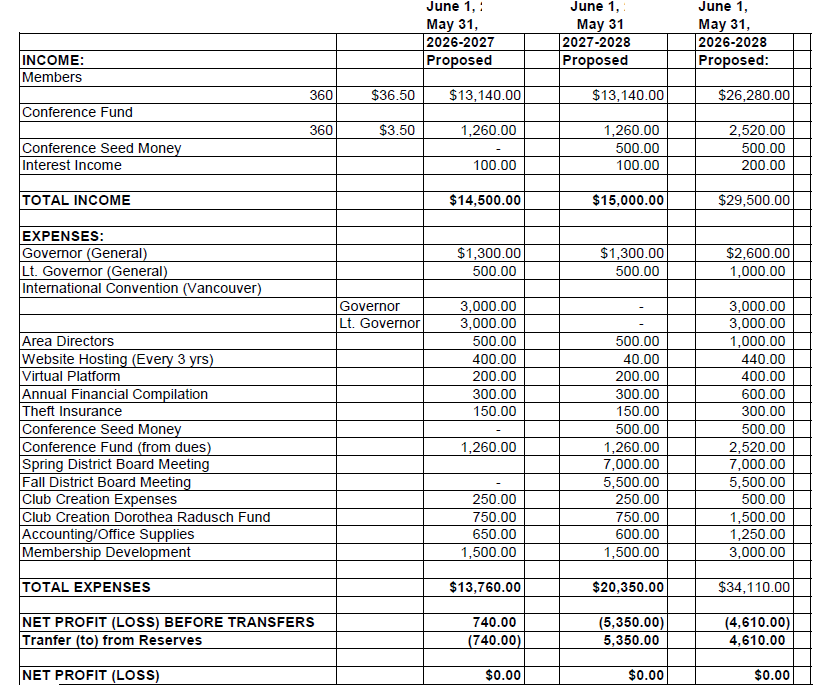 June 1, : June 1, June 1,
May 31, May 31 May 31,
2026-2027 2027-2028 2026-2028
INCOME: Proposed Proposed Proposed:
Members
360 $36.50 $13,140.00 $13,140.00 $26,280.00
Conference Fund
360 $3.50 1,260.00 1,260.00 2,520.00
Conference Seed Money - 500.00 500.00
Interest Income 100.00 100.00 200.00
TOTAL INCOME $14,500.00 $15,000.00 $29,500.00
EXPENSES:
Governor (General) $1,300.00 $1,300.00 $2,600.00
Lt. Governor (General) 500.00 500.00 1,000.00
International Convention (Vancouver)
Governor 3,000.00 - 3,000.00
Lt. Governor 3,000.00 - 3,000.00
Area Directors 500.00 500.00 1,000.00
Website Hosting (Every 3 yrs) 400.00 40.00 440.00
Virtual Platform 200.00 200.00 400.00
Annual Financial Compilation 300.00 300.00 600.00
Theft Insurance 150.00 150.00 300.00
Conference Seed Money - 500.00 500.00
Conference Fund (from dues) 1,260.00 1,260.00 2,520.00
Spring District Board Meeting 7,000.00 7,000.00
Fall District Board Meeting - 5,500.00 5,500.00
Club Creation Expenses 250.00 250.00 500.00
Club Creation Dorothea Radusch Fund 750.00 750.00 1,500.00
Accounting/Office Supplies 650.00 600.00 1,250.00
Membership Development 1,500.00 1,500.00 3,000.00
TOTAL EXPENSES $13,760.00 $20,350.00 $34,110.00
NET PROFIT (LOSS) BEFORE TRANSFERS 740.00 (5,350.00) (4,610.00)
Tranfer (to) from Reserves (740.00) 5,350.00 4,610.00
NET PROFIT (LOSS) $0.00 $0.00 $0.00